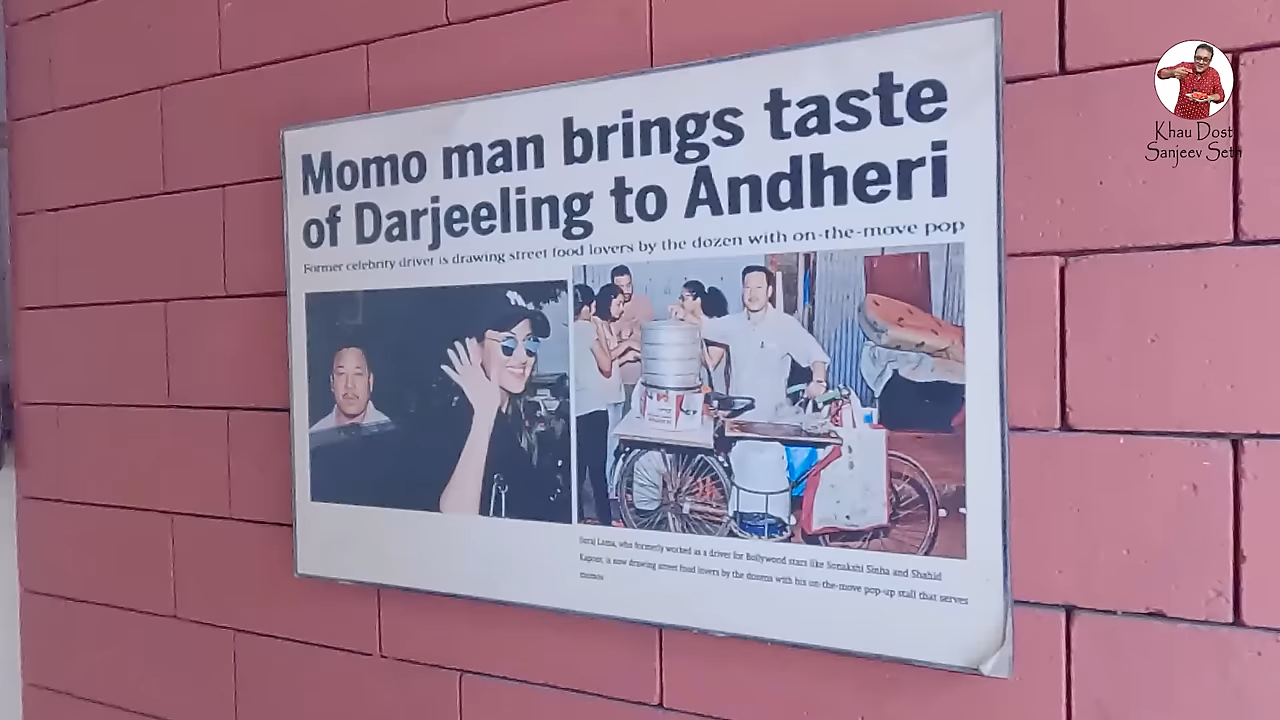 Khau Dost
Sanjeev Seth
Momo man brings taste
of Darjeeling to Andheri
Former celebrity driver is drawing street food lovers by the dozen with on-the-move pop
Suraj Lama, who formerly worked as a driver for Bollywood stars like Sonakshi Sinha and Shahid
Kapoor, is now drawing street food lovers by the dozens with his on-the-move pop-up stall that serves
momos